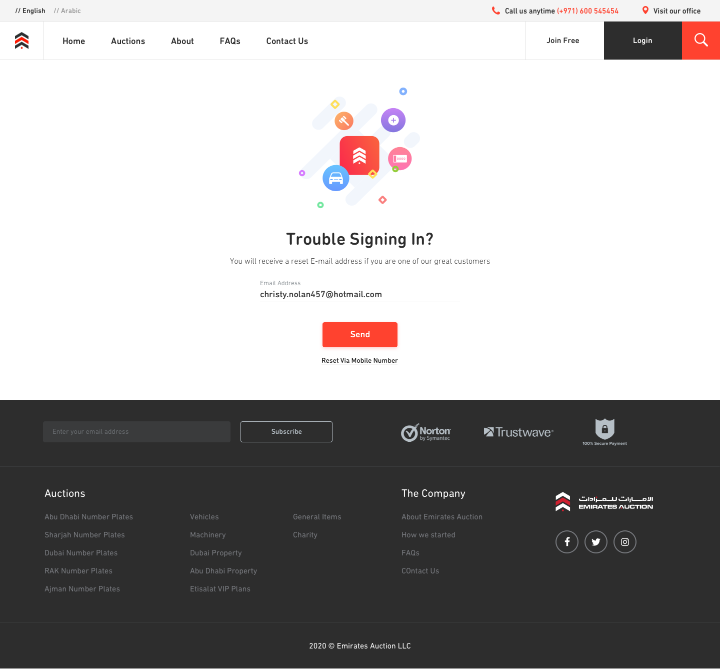 // English // Arabic Call us anytime (+971) 600 545454 Visit our office
Home Auctions About FAQs Contact Us Join Free Login
Trouble Signing In?
You will receive a reset E-mail address if you are one of our great customers
Email Address
christy.nolan457@hotmail.com
Send
Reset Via Mobile Number
Enter your email address Subscribe
Norton
by Symantec
Trustwave
100% Secure Payment
Auctions The Company
الإمارات للمزادات
EMIRATES AUCTION
Abu Dhabi Number Plates Vehicles General Items About Emirates Auction
Sharjah Number Plates Machinery Charity How we started
Dubai Number Plates Dubai Property FAQs
RAK Number Plates Abu Dhabi Property COntact Us
Ajman Number Plates Etisalat VIP Plans
2020 © Emirates Auction LLC